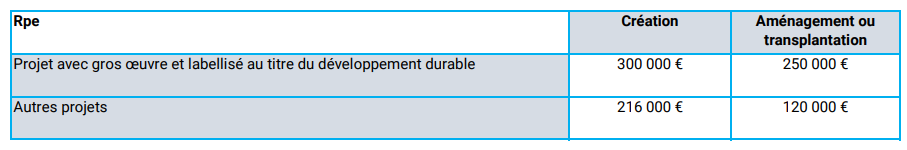 Rpe Création Aménagement ou
transplantation
Projet avec gros œuvre et labellisé au titre du développement durable 300 000 € 250 000 €
Autres projets 216 000 € 120 000 €